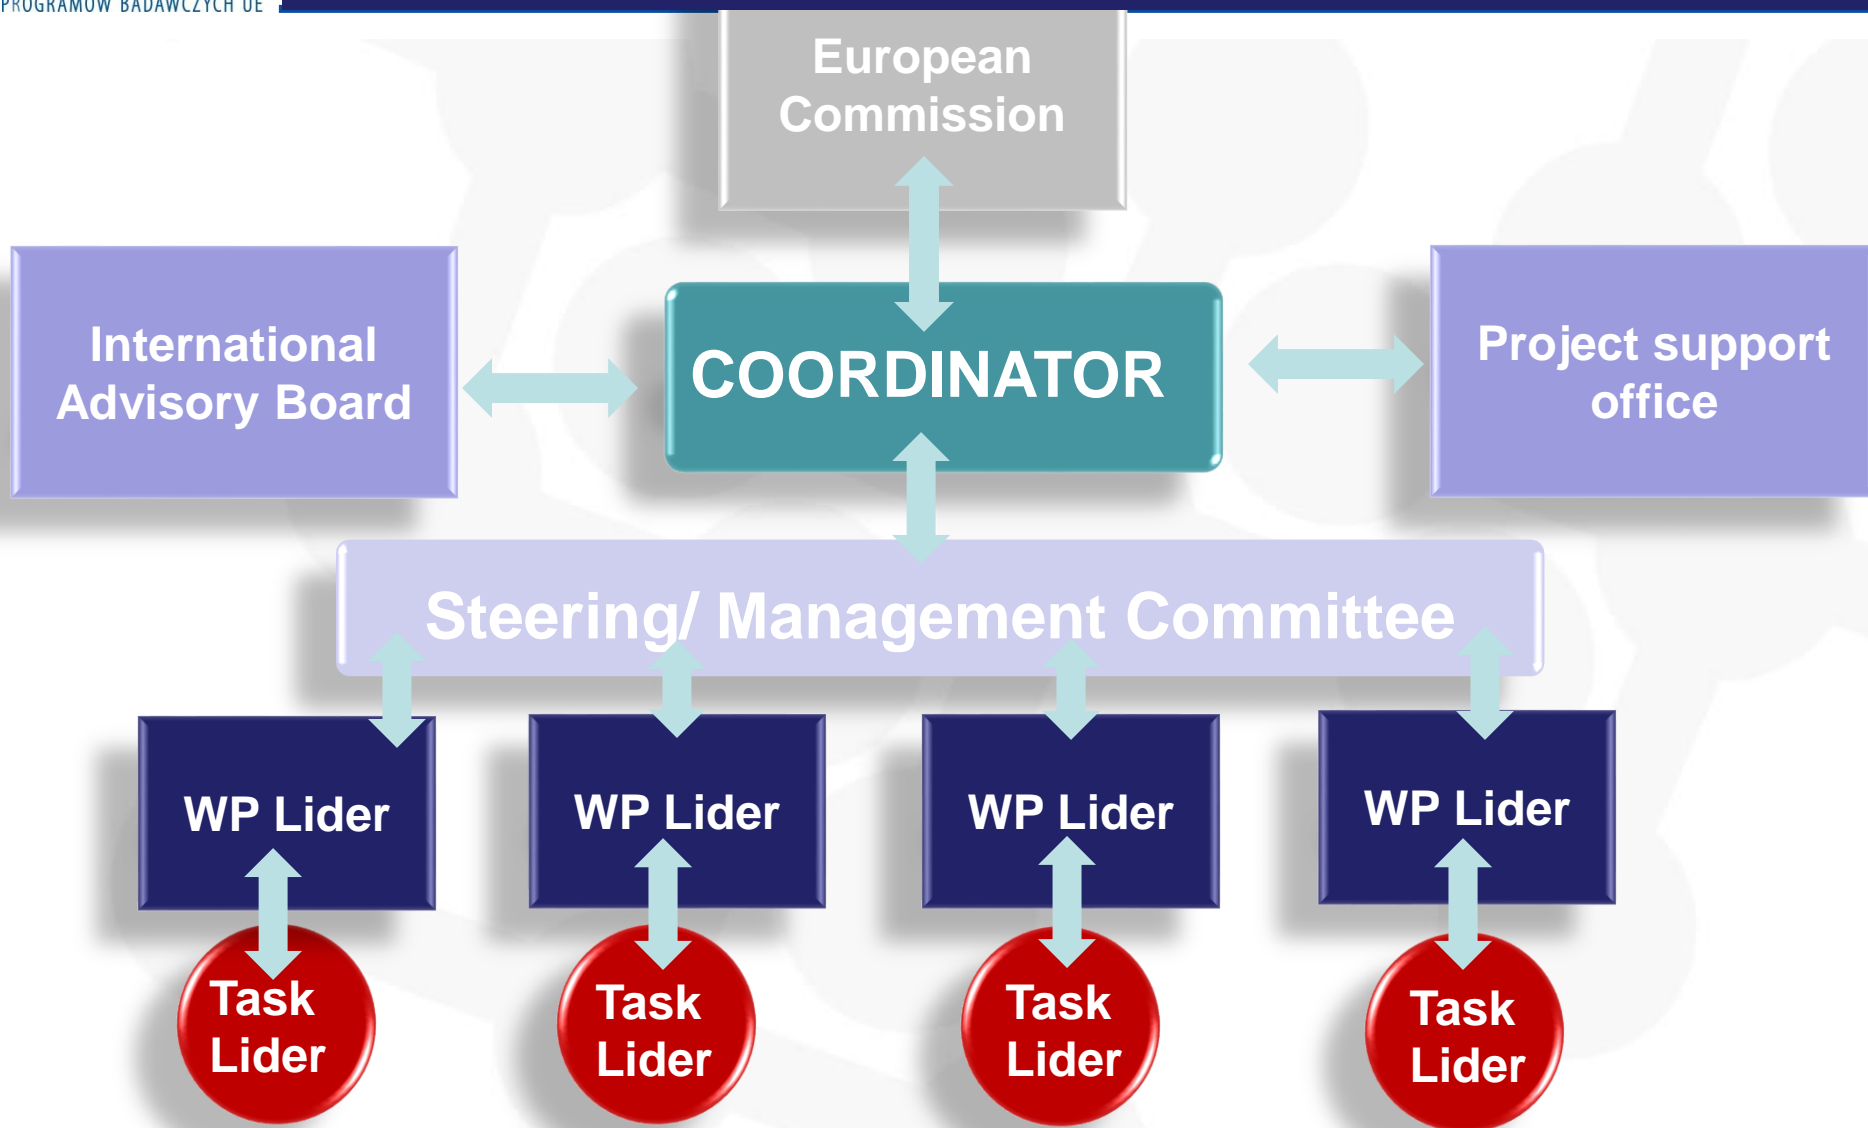 PROGRAMÓW BADAWCZYCH UE
European
Commission
International
Advisory Board
COORDINATOR
Project support
office
Steering/ Management Committee
WP Lider
WP Lider
WP Lider
WP Lider
Task
Lider
Task
Lider
Task
Lider
Task
Lider